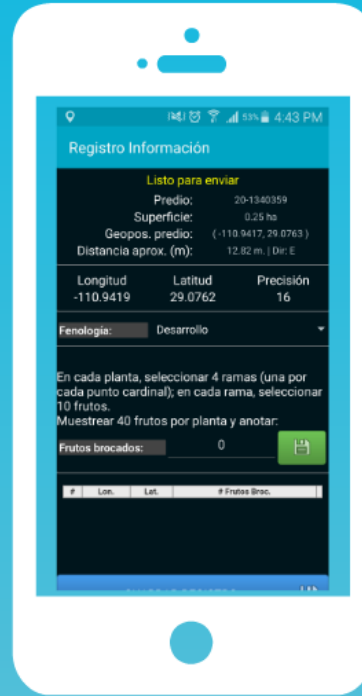 53% 4:43 PM
Registro Información
Listo para enviar
Predio: 20-1340359
Superficie: 0.25 ha
Geopos. predio: (-110.9417, 29.0763)
Distancia aprox. (m): 12.82 m. | Dir: E
Longitud Latitud Precisión
-110.9419 29.0762 16
Fenología: Desarrollo
En cada planta, seleccionar 4 ramas (una por
cada punto cardinal); en cada rama, seleccionar
10 frutos.
Muestrear 40 frutos por planta y anotar:
Frutos brocados: 0
# Lon. Lat. # Frutos Broc.